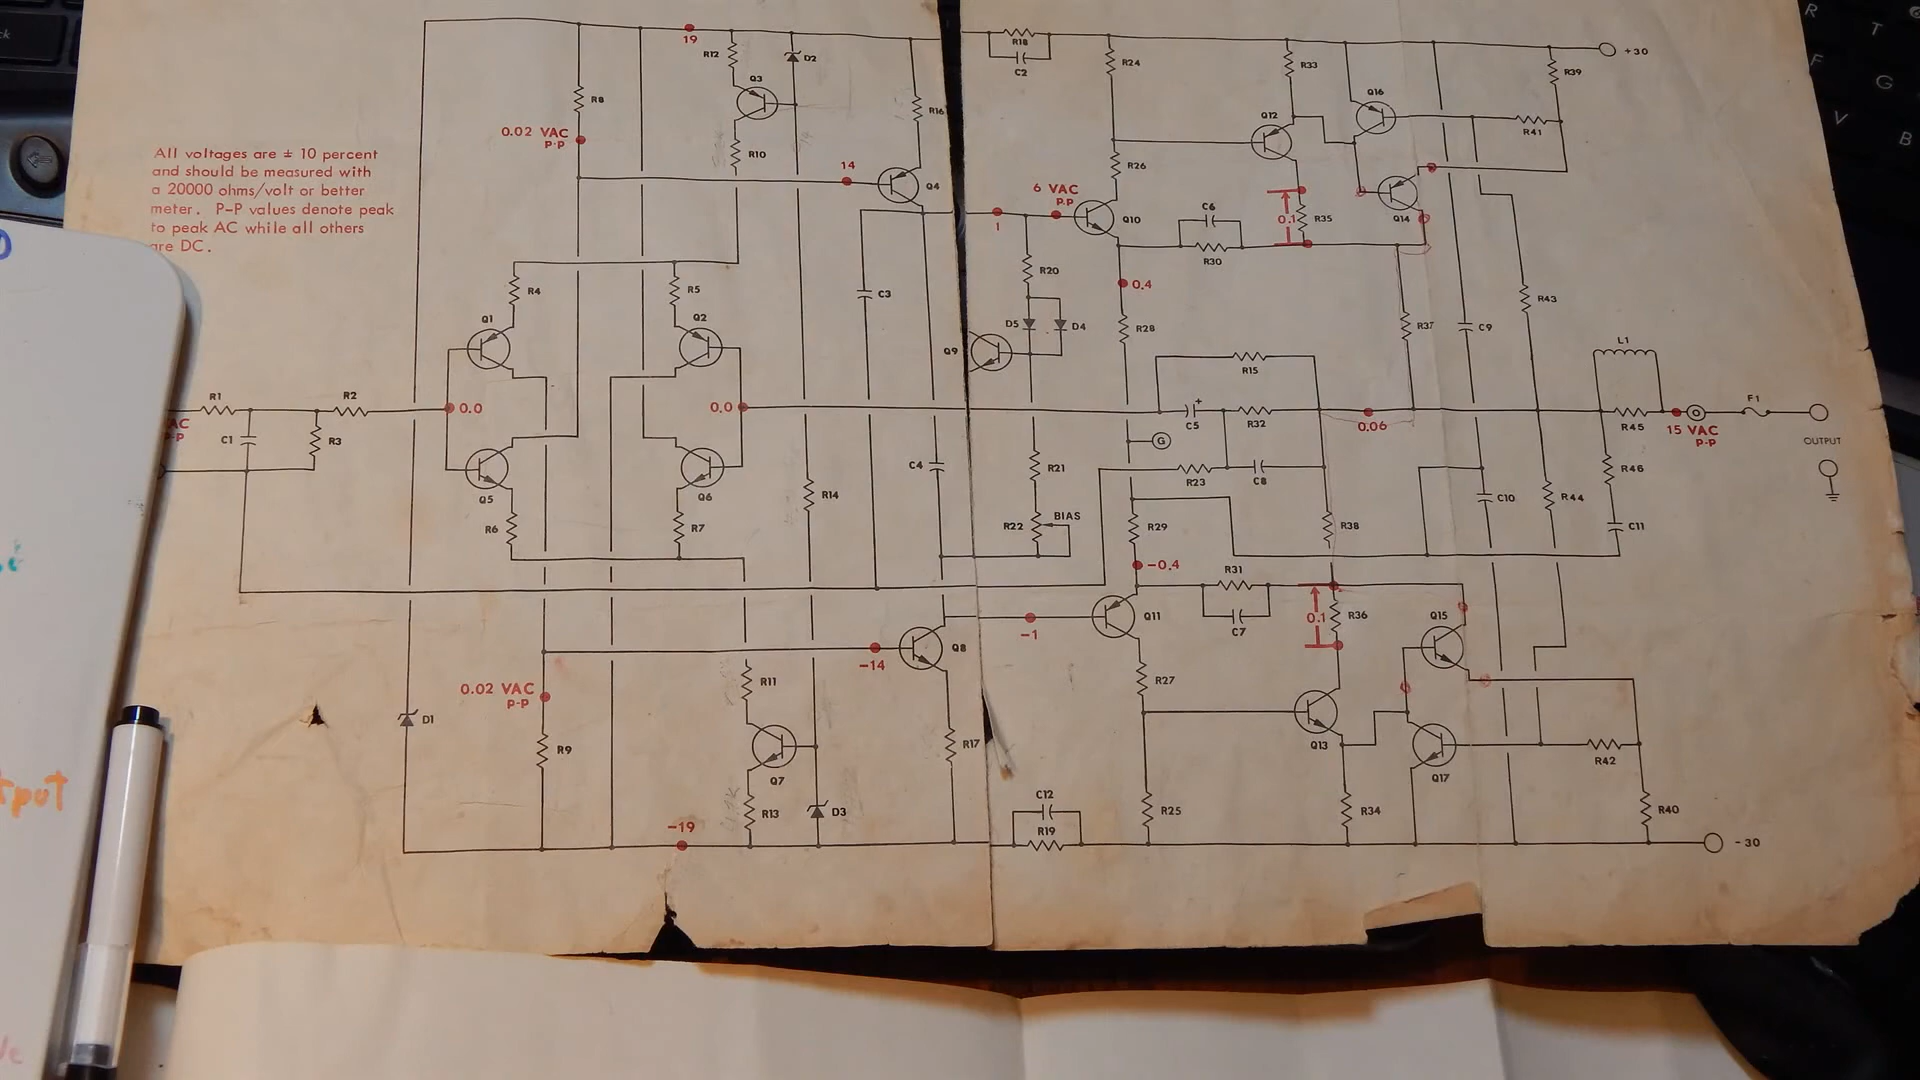 19
R12
D2
R18
C2
R24
R33
+30
R39
R8
Q3
R16
Q16
Q12
R41
0.02 VAC
P-P
R10
R26
All voltages are ± 10 percent
and should be measured with
a 20000 ohms/volt or better
meter. P-P values denote peak
to peak AC while all others
are DC.
14
Q4
6 VAC
P.P
1
Q10
C6
0.1
R35
Q14
R30
R20
0.4
R4
R5
C3
R43
Q1
Q2
D5
D4
R28
R37
C9
Q9
L1
R15
R1
R2
0.0
0.0
C5
+
R32
0.06
R45
15 VAC
P-P
F1
OUTPUT
AC
P-P
C1
R3
G
C4
R21
R23
C8
R46
Q5
Q6
R14
C10
R44
R6
R7
R22
BIAS
R29
R38
C11
-0.4
R31
Q11
C7
0.1
R36
Q15
-1
Q8
-14
R11
R27
0.02 VAC
P-P
D1
R9
R17
Q13
Q17
R42
Q7
R13
D3
C12
R19
R25
R34
R40
-19
-30